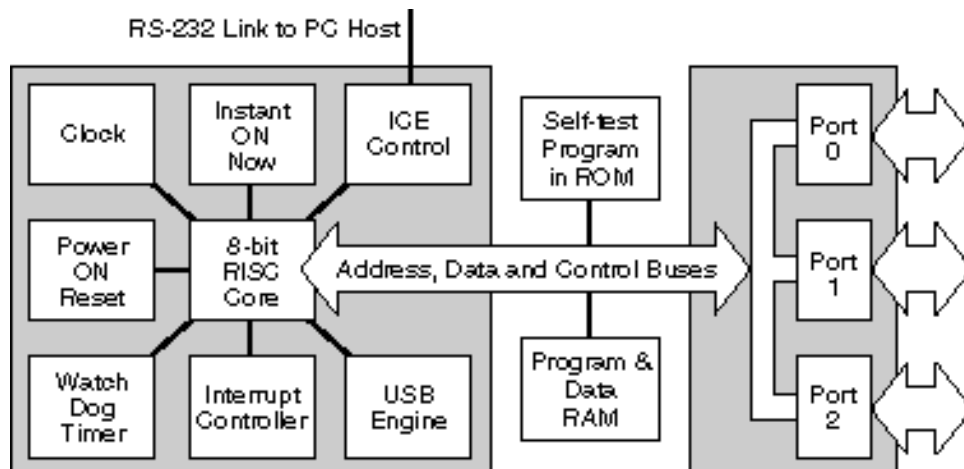 RS-232 Link to PC Host
Clock
Instant
ON
Now
ICE
Control
Self-test
Program
in ROM
Port
0
Power
ON
Reset
8-bit
RISC
Core
Address, Data and Control Buses
Port
1
Watch
Dog
Timer
Interrupt
Controller
USB
Engine
Program &
Data
RAM
Port
2